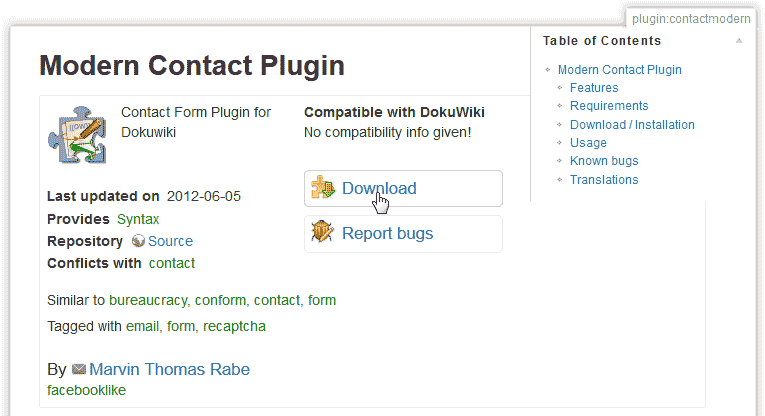 plugin:contactmodern
Modern Contact Plugin
Contact Form Plugin for
Dokuwiki
Last updated on 2012-06-05
Provides Syntax
Repository Source
Conflicts with contact
Compatible with DokuWiki
No compatibility info given!
Download
Report bugs
Similar to bureaucracy, conform, contact, form
Tagged with email, form, recaptcha
By Marvin Thomas Rabe
facebooklike
Table of Contents
Modern Contact Plugin
Features
Requirements
Download / Installation
Usage
Known bugs
Translations